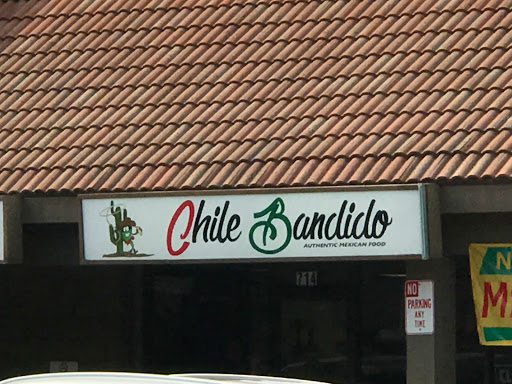 Chile Bandido
AUTHENTIC MEXICAN FOOD
714
NO
PARKING
ANY
TIME